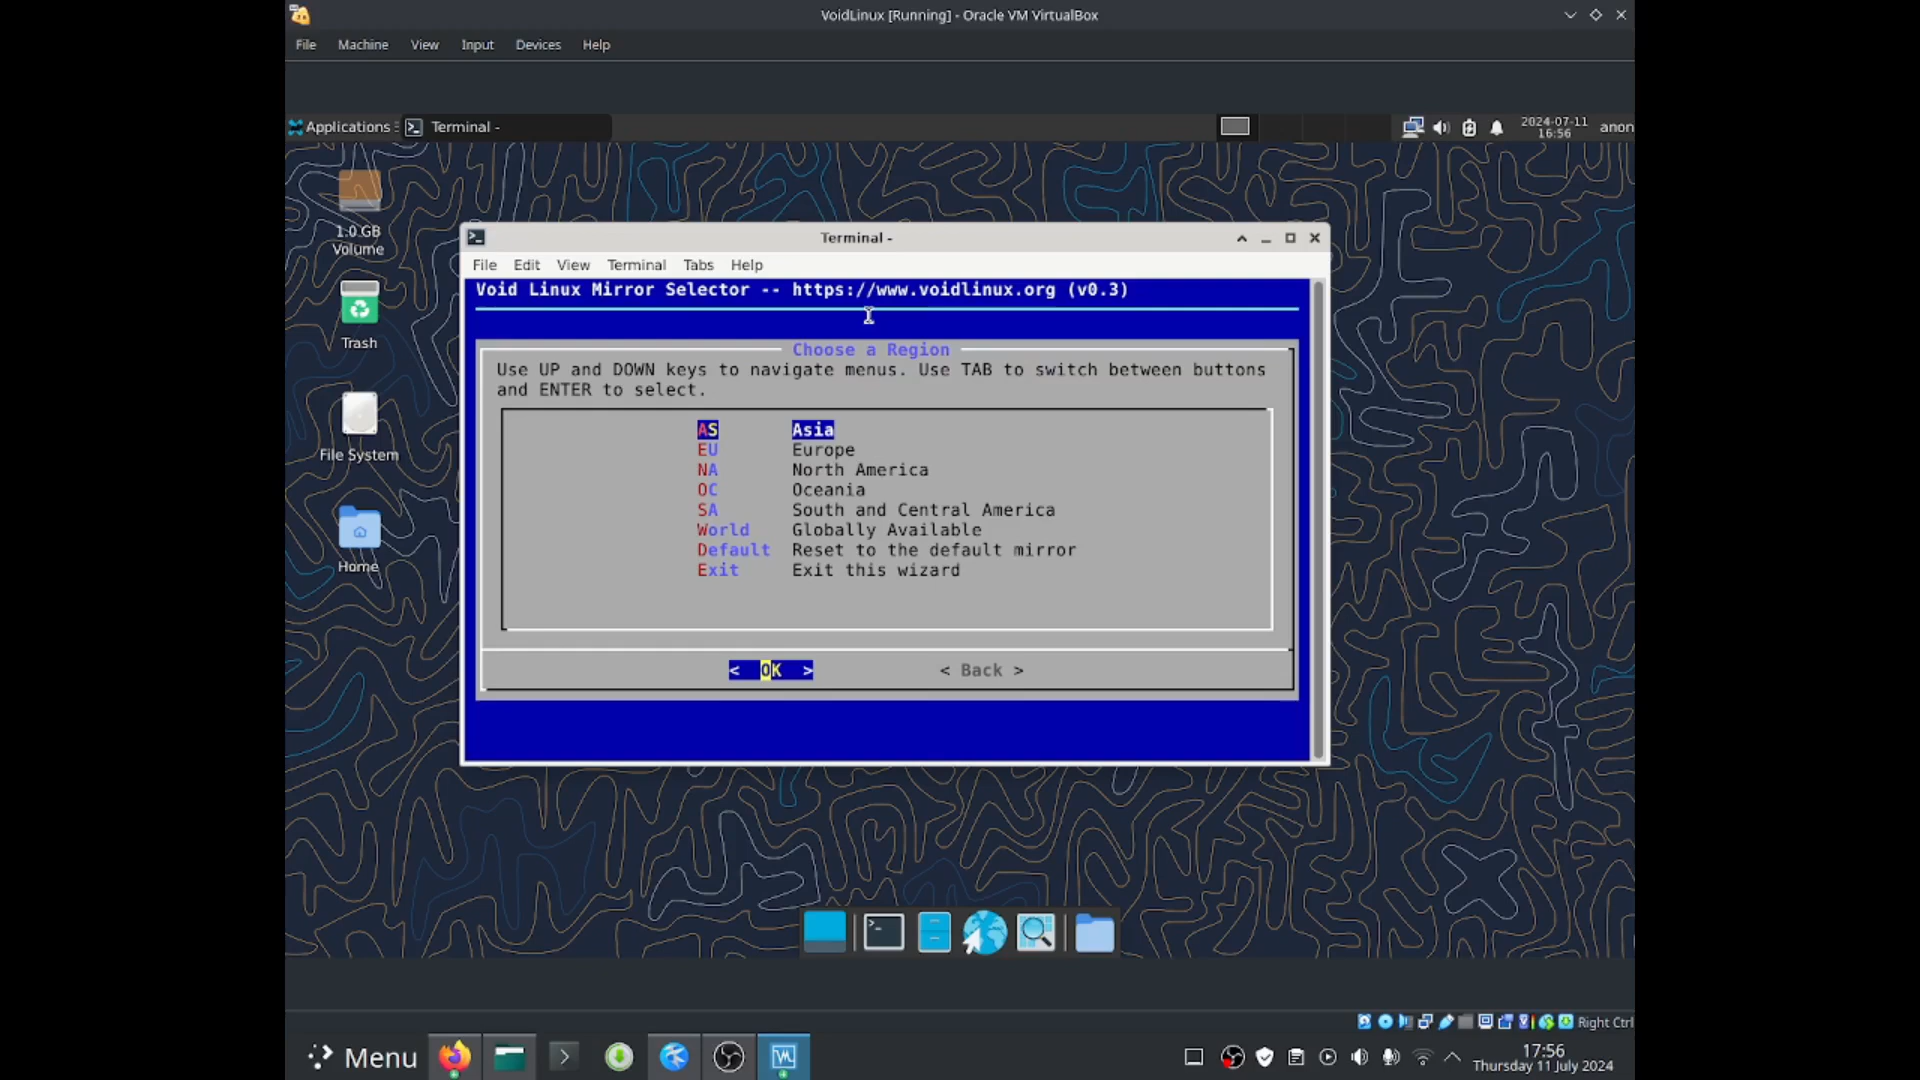 VoidLinux [Running] - Oracle VM VirtualBox
File Machine View Input Devices Help
Applications Terminal - 2024-07-11 16:56 anon
1.0 GB Volume
Trash
File System
Home
Terminal -
File Edit View Terminal Tabs Help
Void Linux Mirror Selector -- https://www.voidlinux.org (v0.3)
Choose a Region
Use UP and DOWN keys to navigate menus. Use TAB to switch between buttons
and ENTER to select.
AS Asia
EU Europe
NA North America
OC Oceania
SA South and Central America
World Globally Available
Default Reset to the default mirror
Exit Exit this wizard
< OK > < Back >
Right Ctrl
Menu
17:56
Thursday 11 July 2024